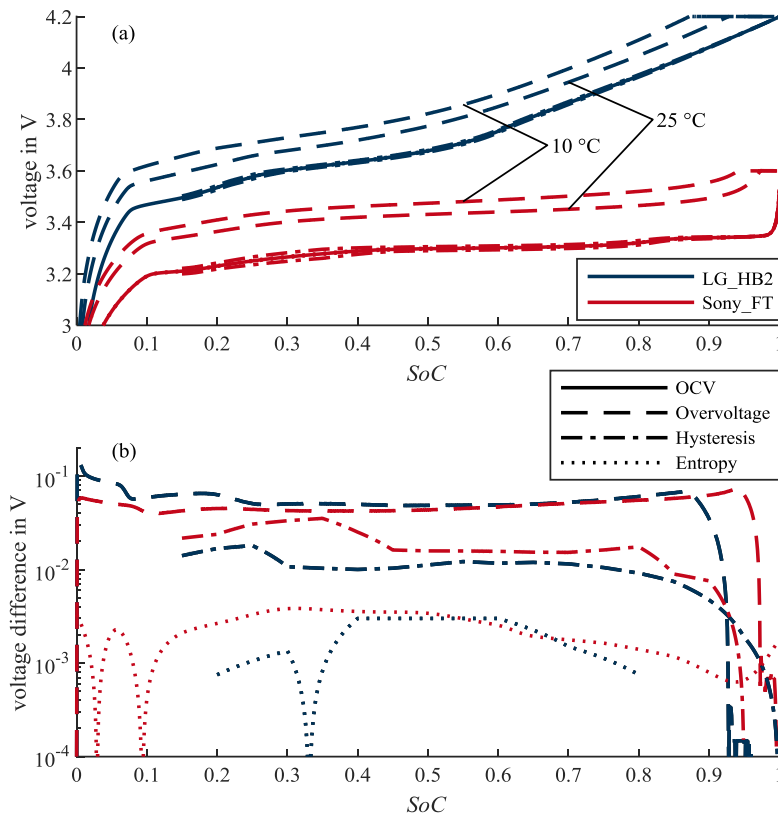 4.2
(a)
4
3.8
3.6
3.4
3.2
3
voltage in V
10 °C
25 °C
LG_HB2
Sony_FT
0
0.1
0.2
0.3
0.4
0.5
0.6
0.7
0.8
0.9
1
SoC
OCV
Overvoltage
Hysteresis
Entropy
(b)
10⁻¹
10⁻²
10⁻³
10⁻⁴
voltage difference in V
0
0.1
0.2
0.3
0.4
0.5
0.6
0.7
0.8
0.9
1
SoC